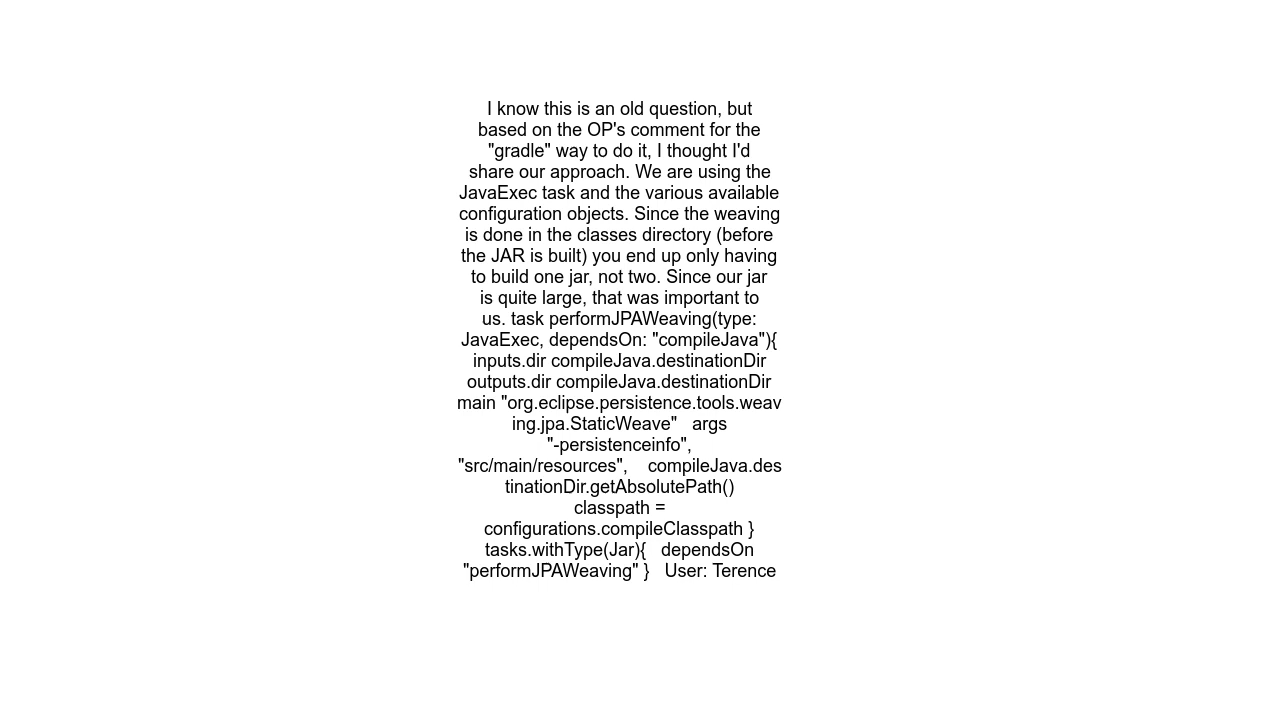 I know this is an old question, but
based on the OP's comment for the
"gradle" way to do it, I thought I'd
share our approach. We are using the
JavaExec task and the various available
configuration objects. Since the weaving
is done in the classes directory (before
the JAR is built) you end up only having
to build one jar, not two. Since our jar
is quite large, that was important to
us. task performJPAWeaving(type:
JavaExec, dependsOn: "compileJava"){
inputs.dir compileJava.destinationDir
outputs.dir compileJava.destinationDir
main "org.eclipse.persistence.tools.weav
ing.jpa.StaticWeave"   args
"-persistenceinfo",
"src/main/resources",    compileJava.des
tinationDir.getAbsolutePath()
classpath =
configurations.compileClasspath }
tasks.withType(Jar){   dependsOn
"performJPAWeaving" }   User: Terence